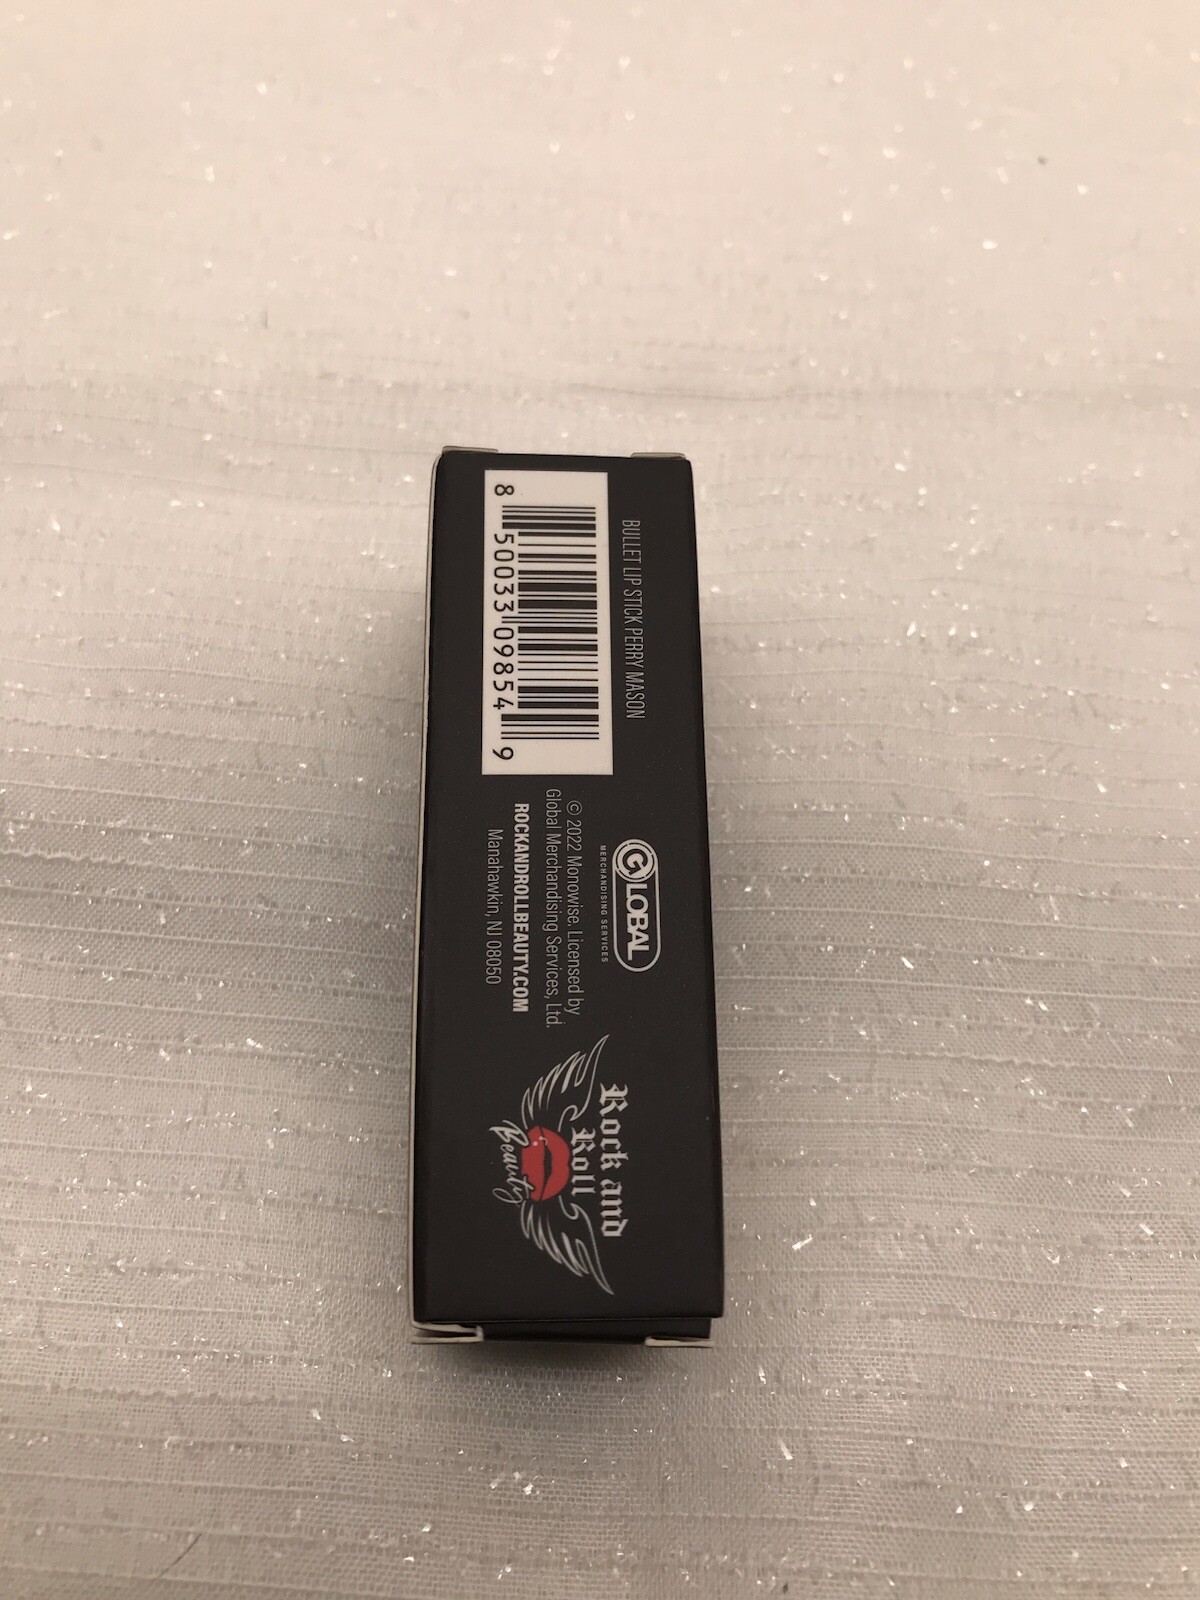 BULLET LIP STICK PERRY MASON
8 50033 09854 9
GLOBAL
MERCHANDISING SERVICES
© 2022 Monowise. Licensed by
Global Merchandising Services, Ltd.
ROCKANDROLLBEAUTY.COM
Manahawkin, NJ 08050
Rock and
Roll
Beauty